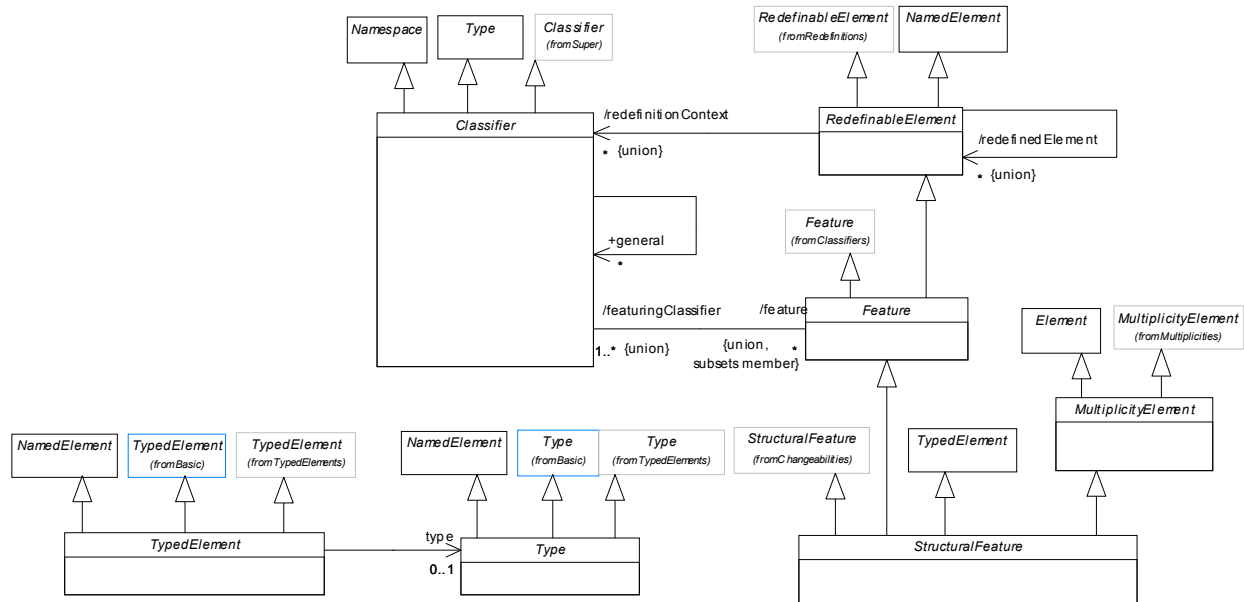 Namespace
Type
Classifier
(fromSuper)
RedefinableElement
(fromRedefinitions)
NamedElement
/redefinitionContext
Classifier
RedefinableElement
/redefinedElement
* {union}
* {union}
Feature
(fromClassifiers)
+general
*
/featuringClassifier
/feature
Feature
1..* {union}
{union,
subsets member}
*
Element
MultiplicityElement
(fromMultiplicities)
MultiplicityElement
NamedElement
TypedElement
(fromBasic)
TypedElement
(fromTypedElements)
NamedElement
Type
(fromBasic)
Type
(fromTypedElements)
StructuralFeature
(fromChangeabilities)
TypedElement
TypedElement
type
0..1
Type
StructuralFeature